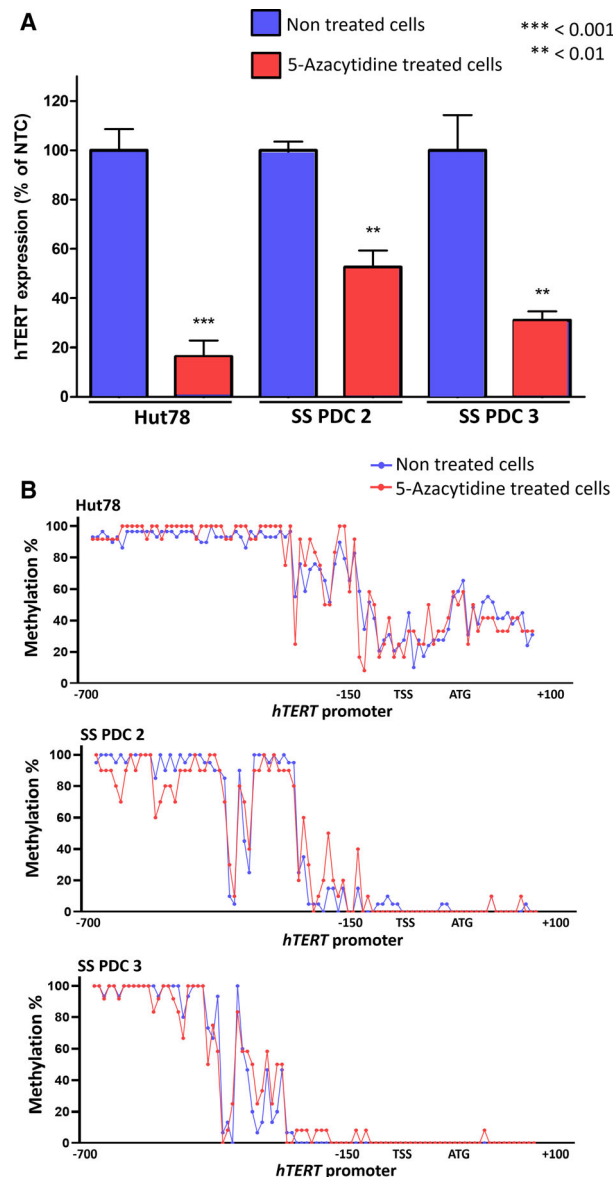 A
Non treated cells
5-Azacytidine treated cells
*** < 0.001
** < 0.01
hTERT expression (% of NTC)
120
100
80
60
40
20
0
***
**
**
Hut78
SS PDC 2
SS PDC 3
B
Non treated cells
5-Azacytidine treated cells
Hut78
Methylation %
100
80
60
40
20
0
-700
-150
TSS
ATG
+100
hTERT promoter
SS PDC 2
Methylation %
100
80
60
40
20
0
-700
-150
TSS
ATG
+100
hTERT promoter
SS PDC 3
Methylation %
100
80
60
40
20
0
-700
-150
TSS
ATG
+100
hTERT promoter